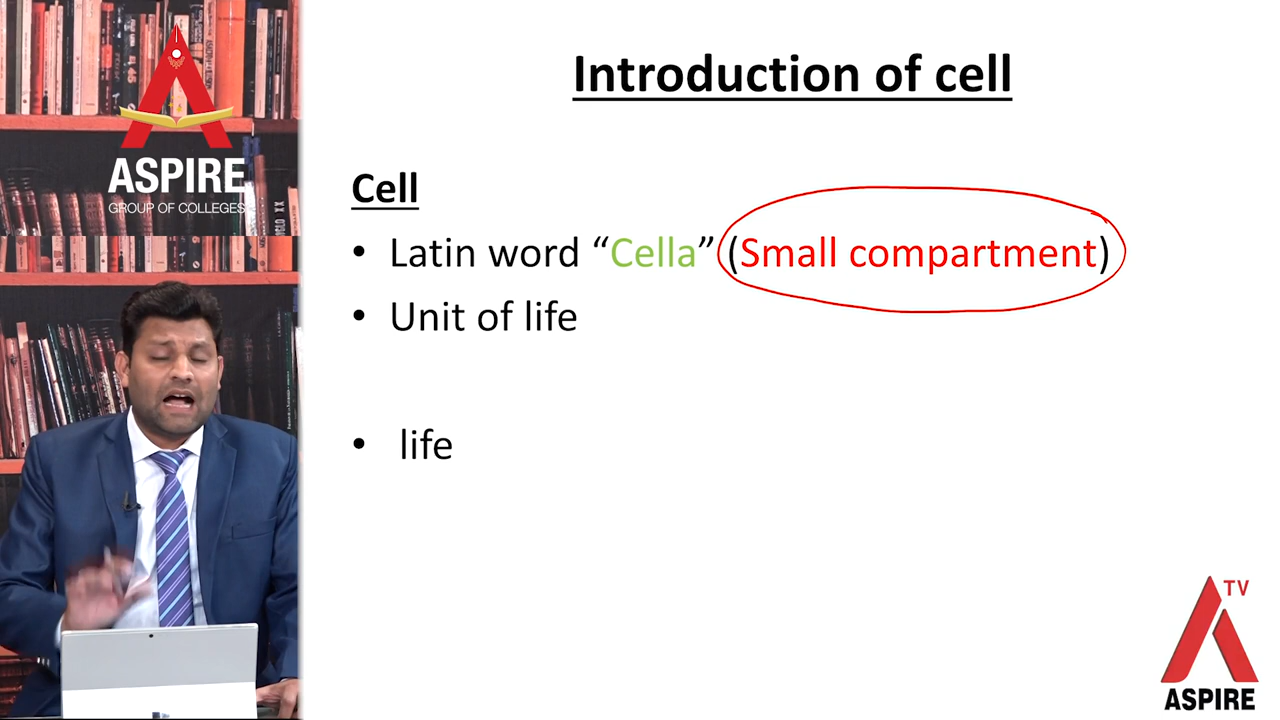 ASPIRE
GROUP OF COLLEGES
Introduction of cell
Cell
• Latin word “Cella” (Small compartment)
• Unit of life
• life
TV
ASPIRE